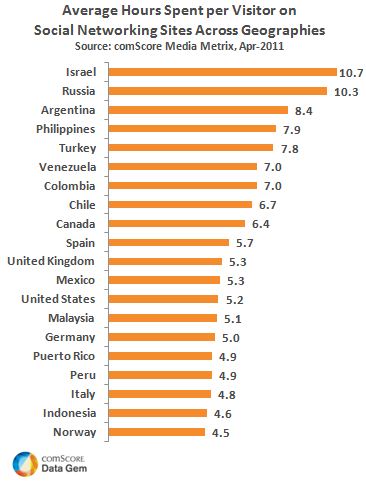 Average Hours Spent per Visitor on
Social Networking Sites Across Geographies
Source: comScore Media Metrix, Apr-2011
Israel 10.7
Russia 10.3
Argentina 8.4
Philippines 7.9
Turkey 7.8
Venezuela 7.0
Colombia 7.0
Chile 6.7
Canada 6.4
Spain 5.7
United Kingdom 5.3
Mexico 5.3
United States 5.2
Malaysia 5.1
Germany 5.0
Puerto Rico 4.9
Peru 4.9
Italy 4.8
Indonesia 4.6
Norway 4.5
comScore
Data Gem